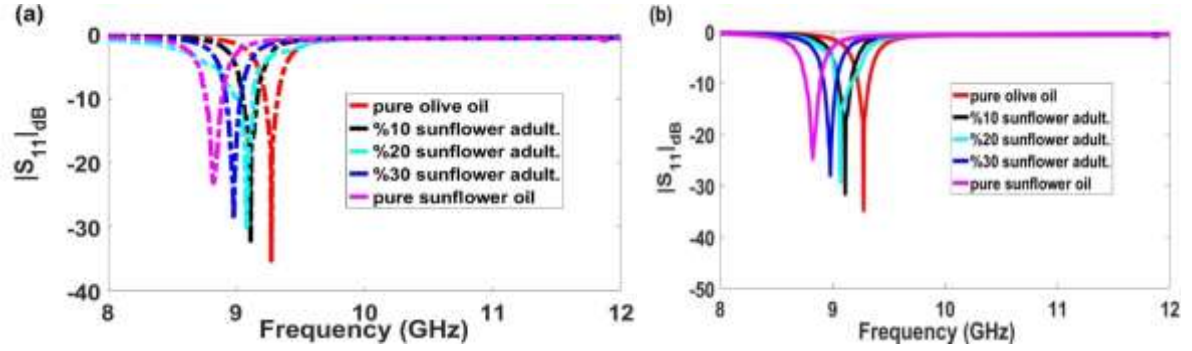 (a)
0
-10
-20
-30
-40
|S11|dB
pure olive oil
%10 sunflower adult.
%20 sunflower adult.
%30 sunflower adult.
pure sunflower oil
8
9
10
11
12
Frequency (GHz)
(b)
0
-10
-20
-30
-40
-50
|S11|dB
pure olive oil
%10 sunflower adult.
%20 sunflower adult.
%30 sunflower adult.
pure sunflower oil
8
9
10
11
12
Frequency (GHz)